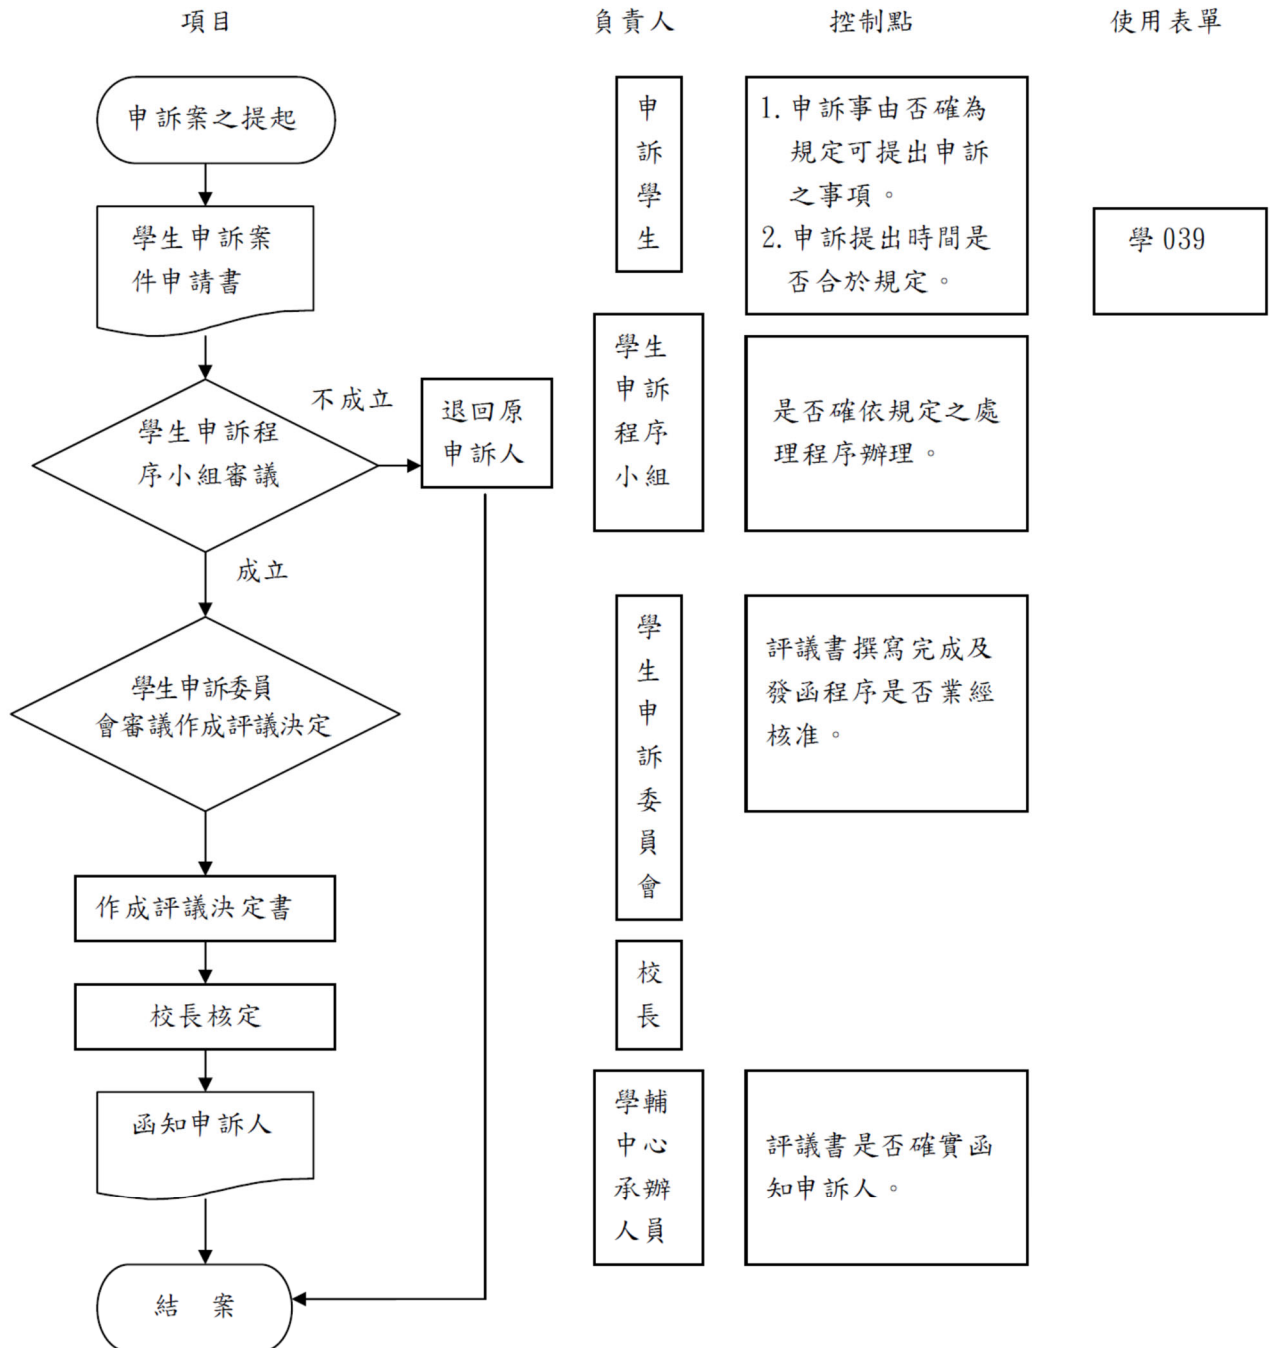 項目
負責人
控制點
使用表單
申訴案之提起
學生申訴案
件申請書
學生申訴程
序小組審議
不成立
退回原
申訴人
成立
學生申訴委員
會審議作成評議決定
作成評議決定書
校長核定
函知申訴人
結 案
申
訴
學
生
學生
申訴
程序
小組
學
生
申
訴
委
員
會
校
長
學輔
中心
承辦
人員
1.申訴事由否確為
規定可提出申訴
之事項。
2.申訴提出時間是
否合於規定。
是否確依規定之處
理程序辦理。
評議書撰寫完成及
發函程序是否業經
核准。
評議書是否確實函
知申訴人。
學 039